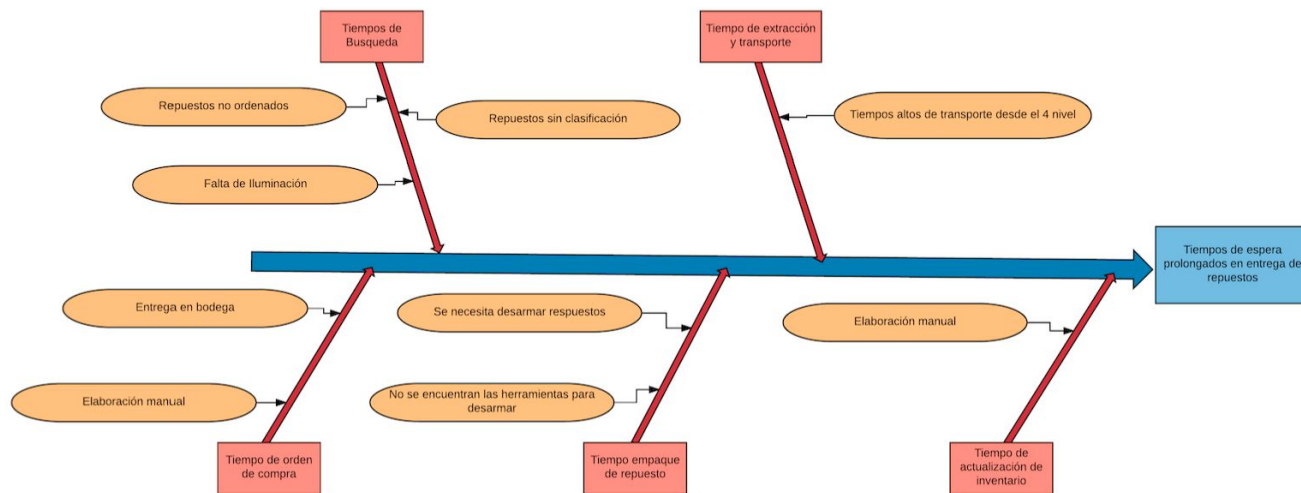 Tiempos de
Busqueda
Tiempo de extracción
y transporte
Repuestos no ordenados
Repuestos sin clasificación
Tiempos altos de transporte desde el 4 nivel
Falta de Iluminación
Tiempos de espera
prolongados en entrega de
repuestos
Entrega en bodega
Se necesita desarmar respuestos
Elaboración manual
Elaboración manual
No se encuentran las herramientas para
desarmar
Tiempo de orden
de compra
Tiempo empaque
de repuesto
Tiempo de
actualización de
inventario